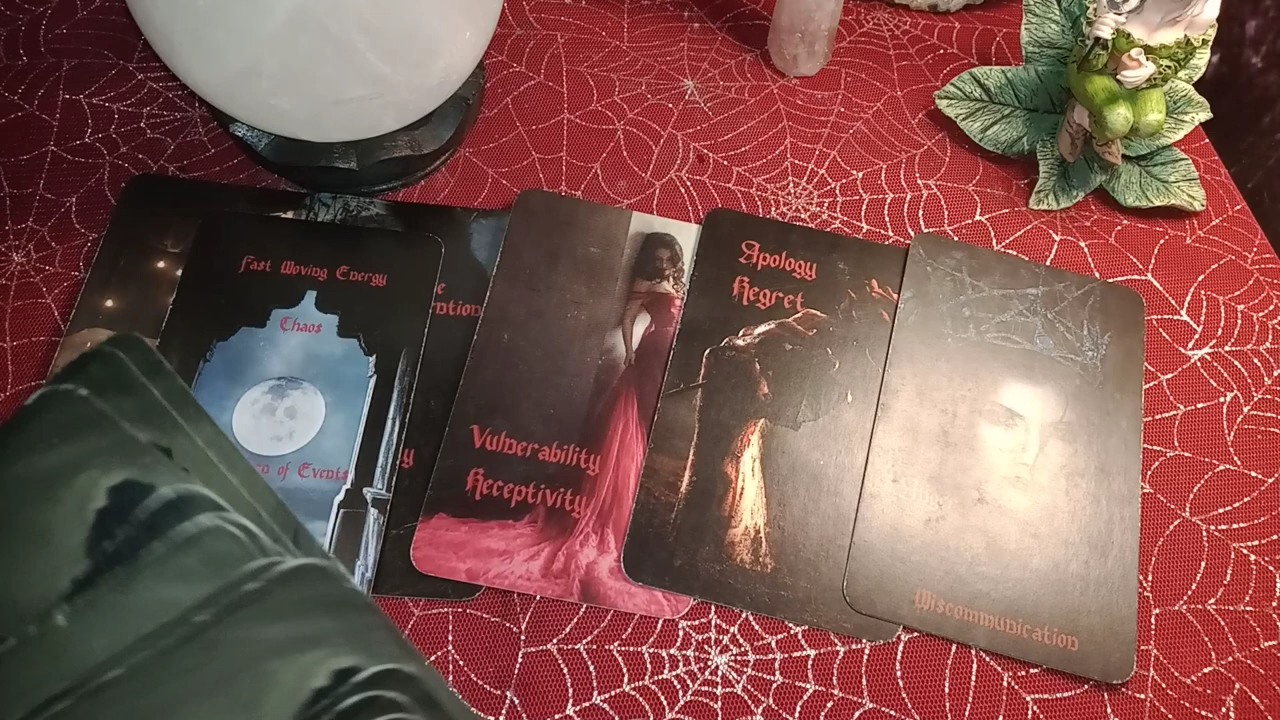 Fast Moving Energy
Chaos
of Events
Vulnerability
Receptivity
Apology
Regret
Miscommunication